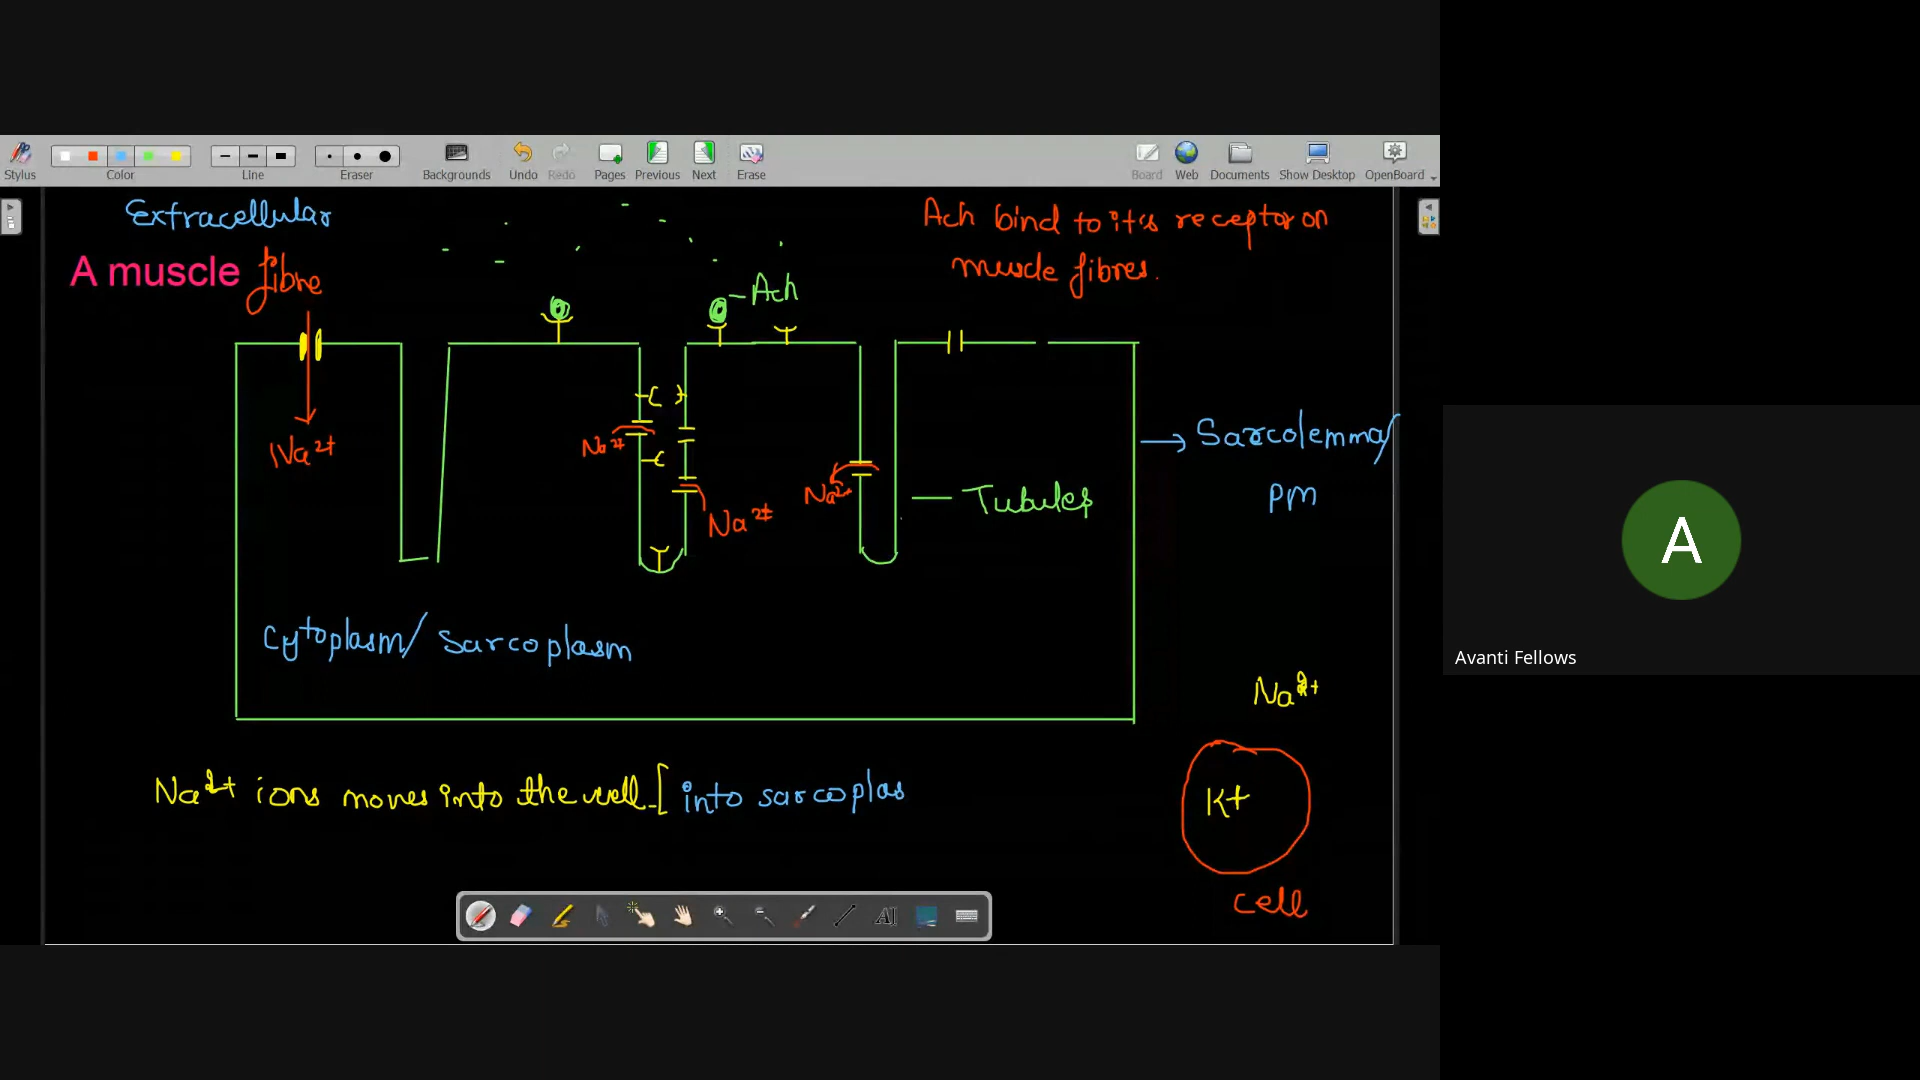 Stylus
Color
Line
Eraser
Backgrounds
Undo
Redo
Pages
Previous
Next
Erase
Board
Web
Documents
Show Desktop
OpenBoard
Extracellular
Ach bind to it's receptor on
muscle fibres.
A muscle fibre
Ach
Na2+
Na2+
Na2+
Na2+
Sarcolemma/
PM
Tubules
Cytoplasm/ Sarcoplasm
Na2+
K+
cell
Na2+ ions moves into the cell [ into sarcoplas
Avanti Fellows
A